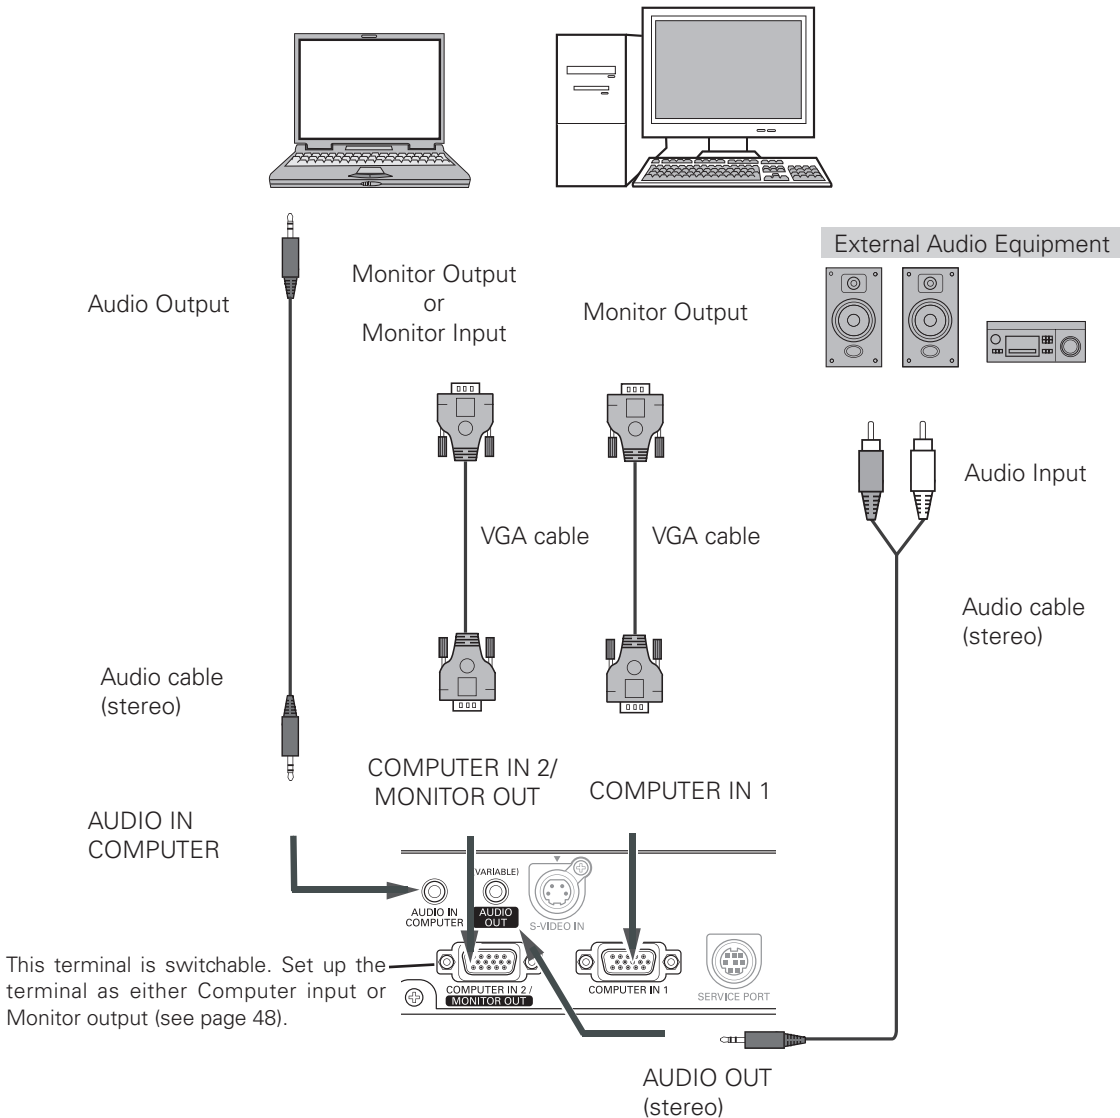 External Audio Equipment
Monitor Output
or
Monitor Input
Audio Output
Monitor Output
Audio Input
VGA cable
VGA cable
Audio cable
(stereo)
Audio cable
(stereo)
COMPUTER IN 2/
MONITOR OUT
COMPUTER IN 1
AUDIO IN
COMPUTER
VARIABLE)
AUDIO IN
COMPUTER
AUDIO
OUT
S-VIDEO IN
This terminal is switchable. Set up the
terminal as either Computer input or
Monitor output (see page 48).
COMPUTER IN 2 /
MONITOR OUT
COMPUTER IN 1
SERVICE PORT
AUDIO OUT
(stereo)